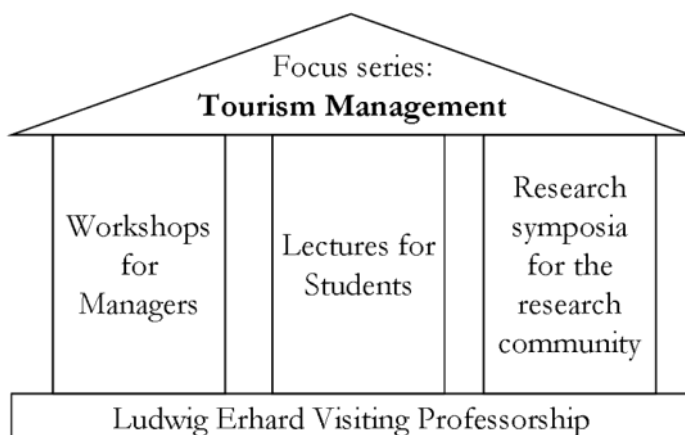 Focus series:
Tourism Management
Workshops
for
Managers
Lectures for
Students
Research
symposia
for the
research
community
Ludwig Erhard Visiting Professorship